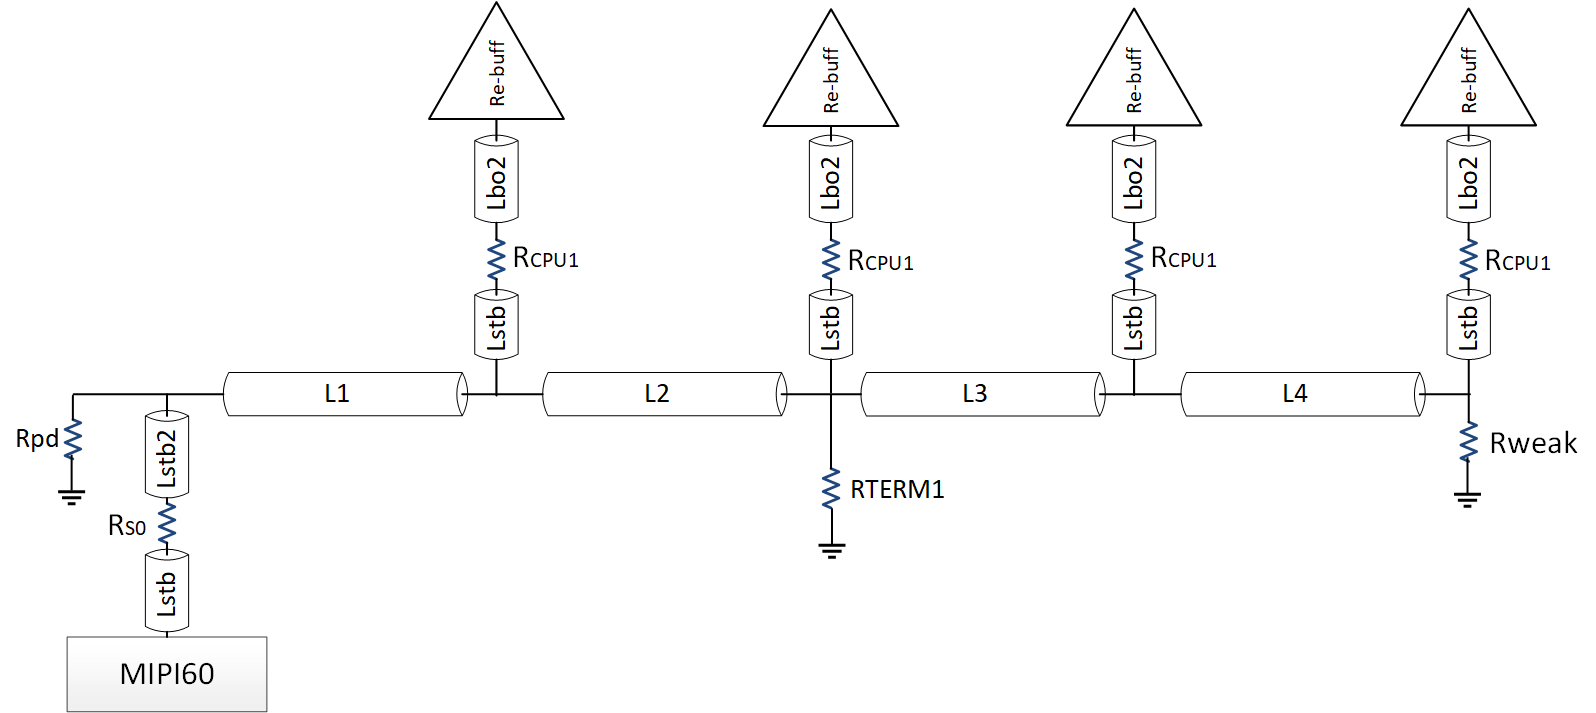 Re-buff
Re-buff
Re-buff
Re-buff
Lbo2
Lbo2
Lbo2
Lbo2
RCPU1
RCPU1
RCPU1
RCPU1
Lstb
Lstb
Lstb
Lstb
L1
L2
L3
L4
Rpd
Lstb2
Rweak
RTERM1
RS0
Lstb
MIPI60